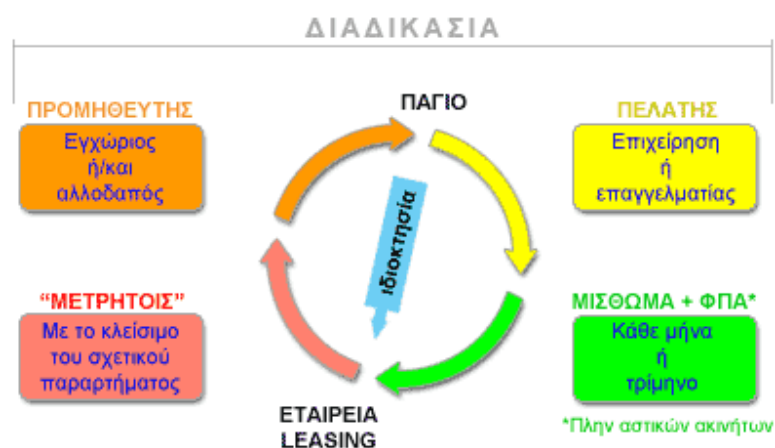 ΔΙΑΔΙΚΑΣΙΑ
ΠΡΟΜΗΘΕΥΤΗΣ
Εγχώριος
ή/και
αλλοδαπός
ΠΑΓΙΟ
ΠΕΛΑΤΗΣ
Επιχείρηση
ή
επαγγελματίας
ιδιοκτησία
“ΜΕΤΡΗΤΟΙΣ”
Με το κλείσιμο
του σχετικού
παραρτήματος
ΜΙΣΘΩΜΑ + ΦΠΑ*
Κάθε μήνα
ή
τρίμηνο
ΕΤΑΙΡΕΙΑ
LEASING
*Πλην αστικών ακινήτων